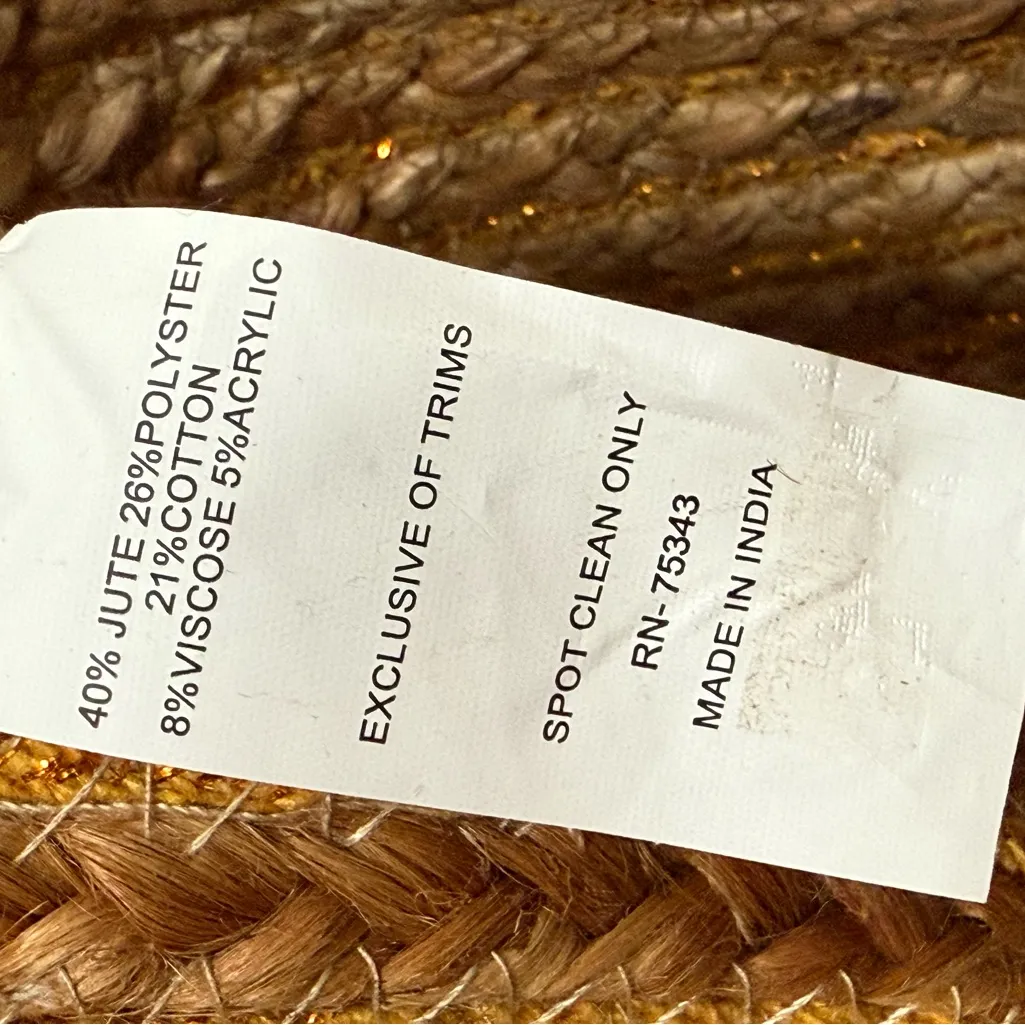 40% JUTE 26%POLYSTER
21%COTTON
8%VISCOSE 5%ACRYLIC
EXCLUSIVE OF TRIMS
SPOT CLEAN ONLY
RN- 75343
MADE IN INDIA